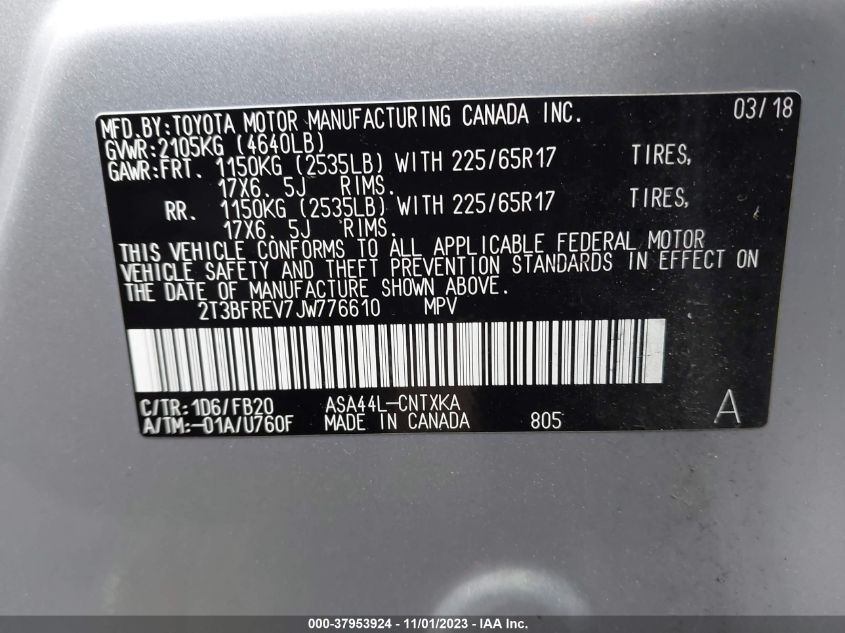 MFD.BY:TOYOTA MOTOR MANUFACTURING CANADA INC. 03/18
GVWR:2105KG (4640LB)
GAWR:FRT. 1150KG (2535LB) WITH 225/65R17 TIRES,
17X6. 5J RIMS.
RR. 1150KG (2535LB) WITH 225/65R17 TIRES,
17X6. 5J RIMS.
THIS VEHICLE CONFORMS TO ALL APPLICABLE FEDERAL MOTOR
VEHICLE SAFETY AND THEFT PREVENTION STANDARDS IN EFFECT ON
THE DATE OF MANUFACTURE SHOWN ABOVE.
2T3BFREV7JW776610 MPV
C/TR:1D6/FB20 ASA44L-CNTXKA A
A/TM:-01A/U760F MADE IN CANADA 805
000-37953924 - 11/01/2023 - IAA Inc.